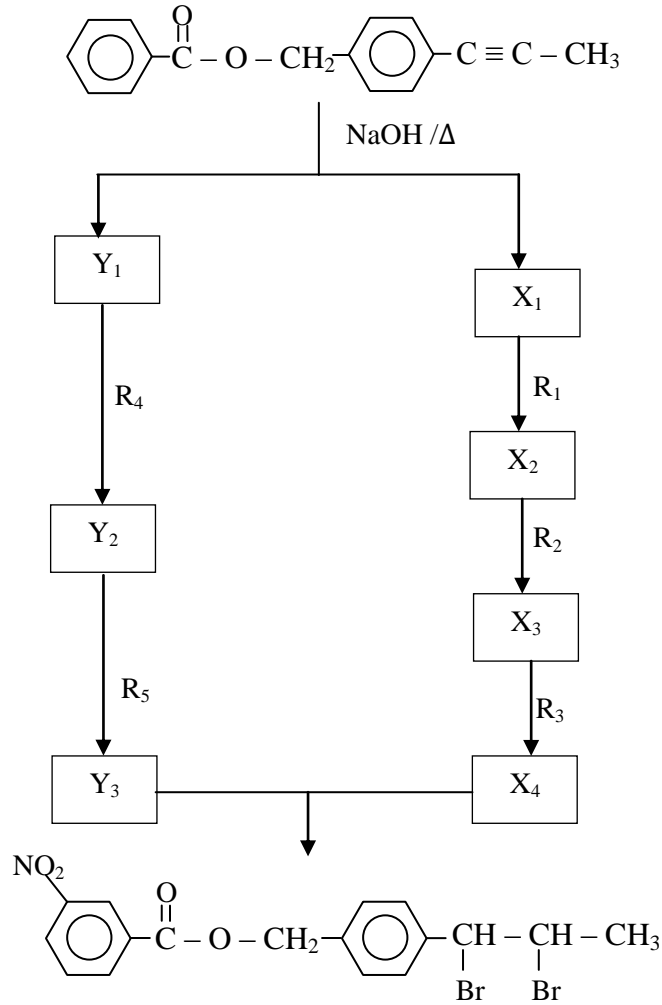 O
C – O – CH₂ C ≡ C – CH₃
NaOH /Δ
Y₁
X₁
R₄
R₁
X₂
Y₂
R₂
X₃
R₅
R₃
Y₃
X₄
NO₂
O
C – O – CH₂ CH – CH – CH₃
Br Br